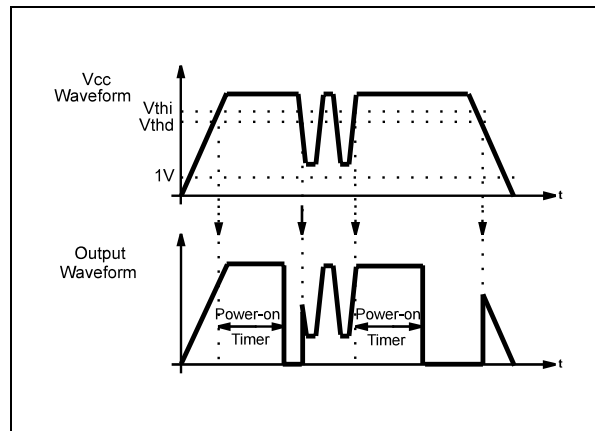 Vcc
Waveform
Vthi
Vthd
1V
t
Output
Waveform
Power-on
Timer
Power-on
Timer
t